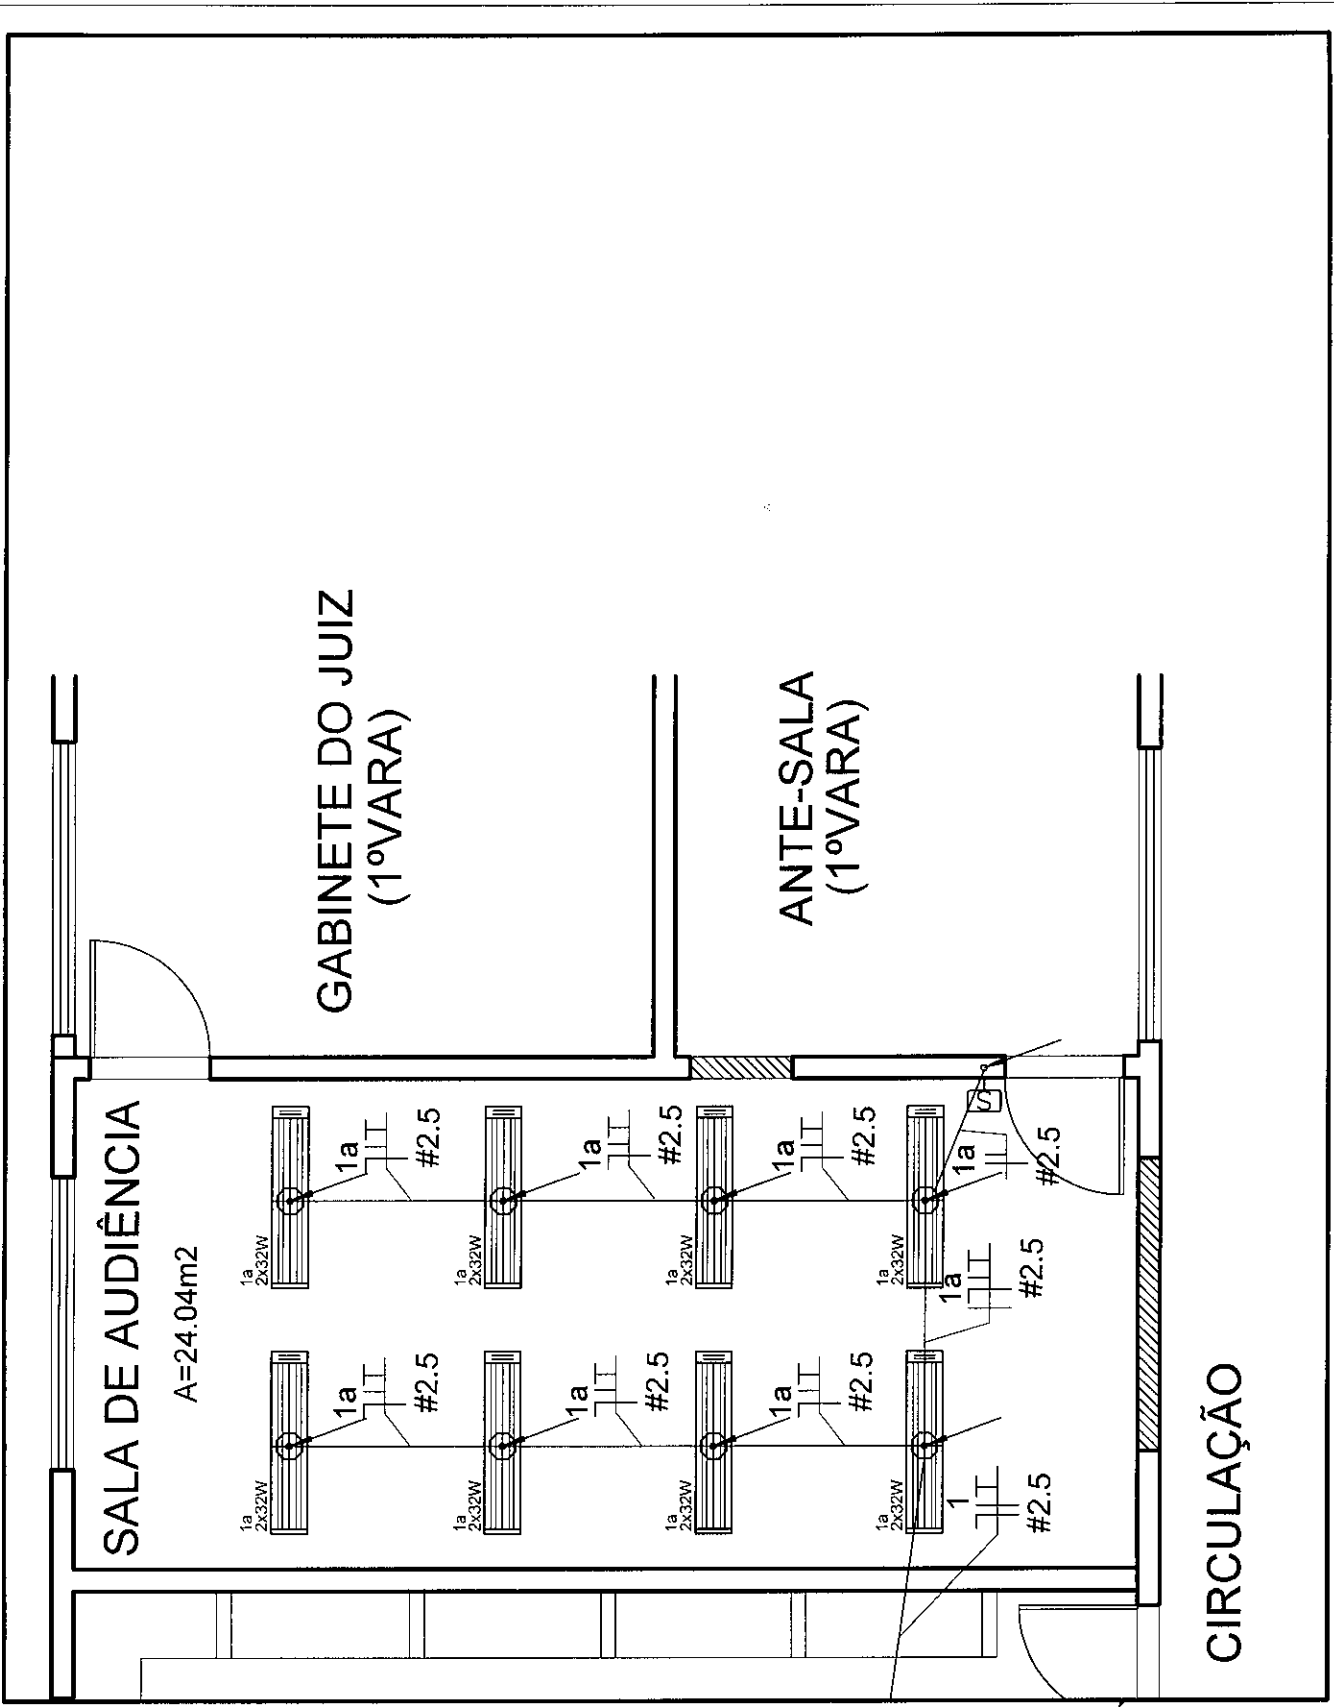 SALA DE AUDIÊNCIA
A=24.04m2
GABINETE DO JUIZ
(1ºVARA)
1a
2x32W
1a
#2.5
1a
2x32W
1a
#2.5
1a
2x32W
1a
#2.5
1a
2x32W
1a
#2.5
1a
2x32W
1a
#2.5
1a
2x32W
1a
#2.5
1a
2x32W
1
#2.5
1a
2x32W
1a
#2.5
1a
#2.5
S
ANTE-SALA
(1ºVARA)
CIRCULAÇÃO